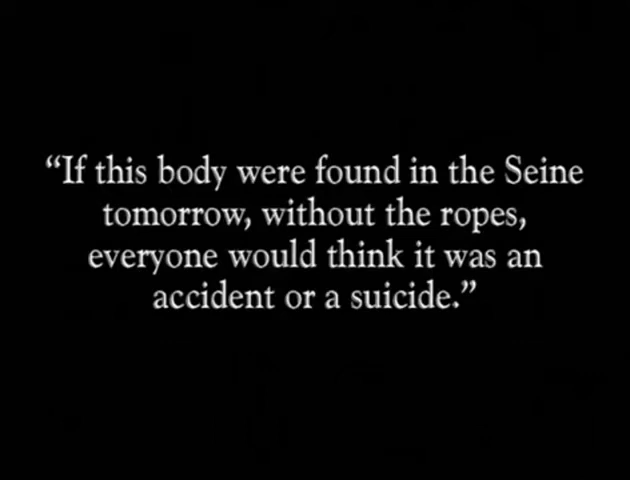 “If this body were found in the Seine
tomorrow, without the ropes,
everyone would think it was an
accident or a suicide.”